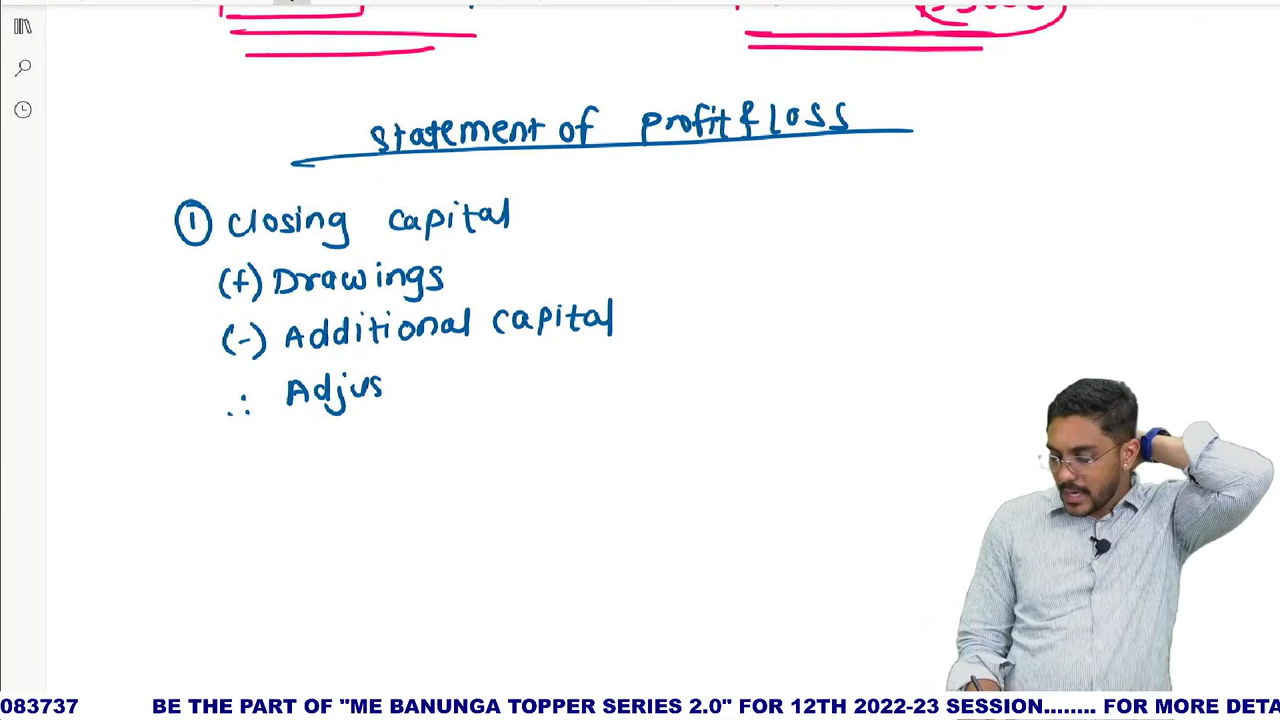 statement of profit & loss
① closing capital
(+) Drawings
(-) Additional capital
∴ Adjus
083737 BE THE PART OF "ME BANUNGA TOPPER SERIES 2.0" FOR 12TH 2022-23 SESSION........ FOR MORE DETA